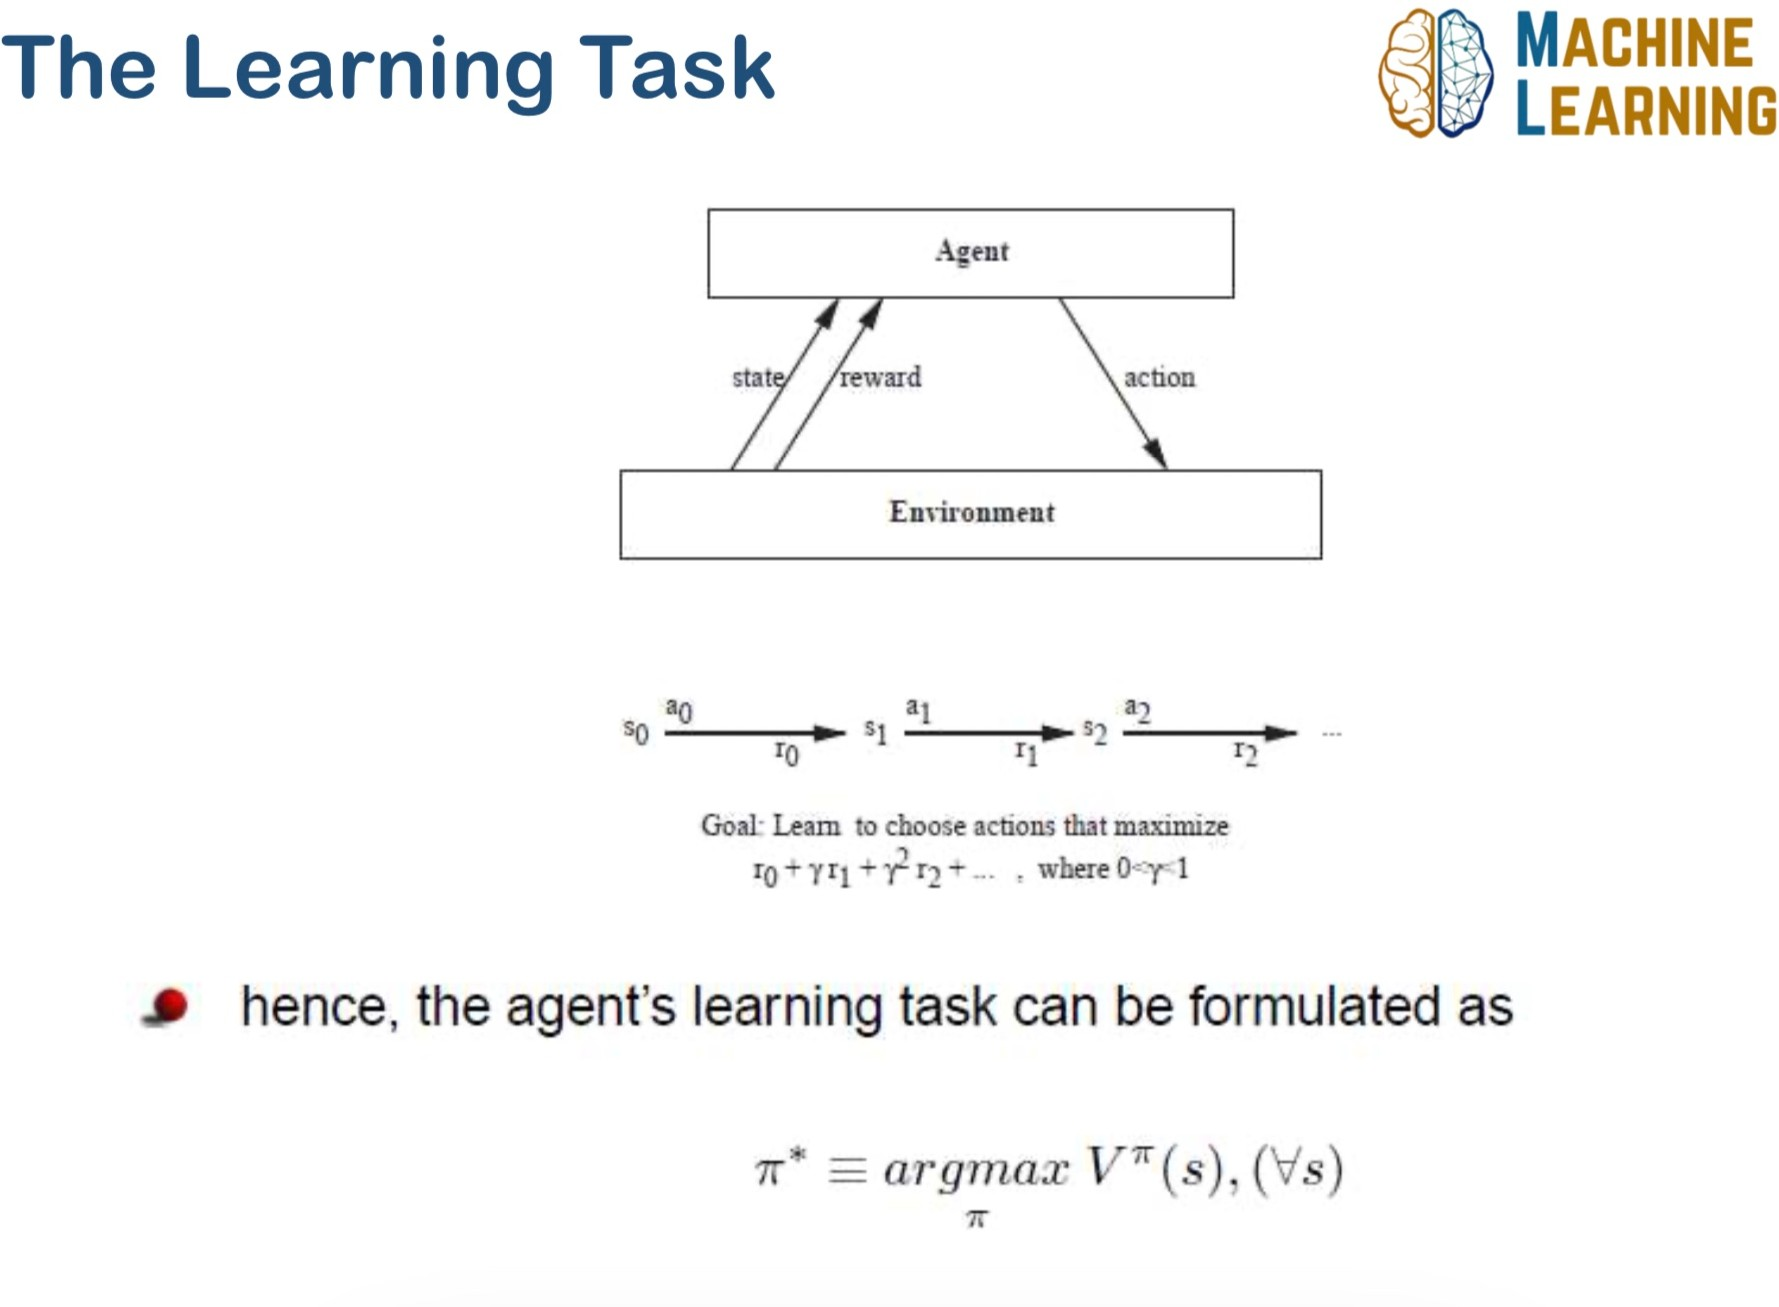 The Learning Task
MACHINE
LEARNING
Agent
state reward action
Environment
s0 a0 r0 s1 a1 r1 s2 a2 r2 ...
Goal: Learn to choose actions that maximize
r0 + γ r1 + γ² r2 + ... , where 0<γ<1
hence, the agent's learning task can be formulated as
π* ≡ argmax V^π(s), (∀s)
π